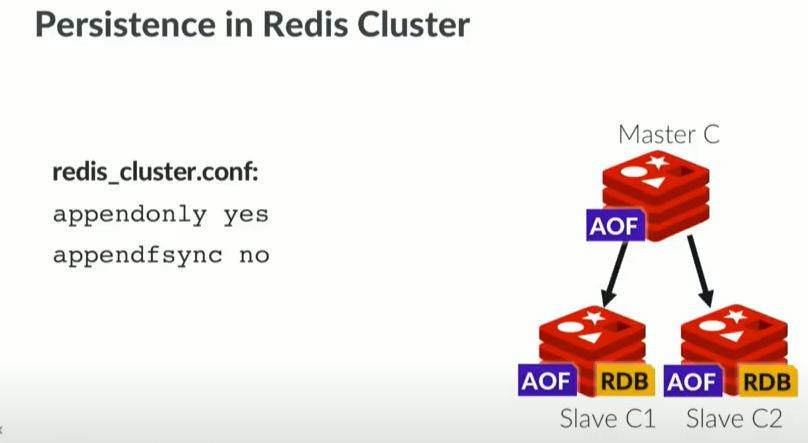 Persistence in Redis Cluster
redis_cluster.conf:
appendonly yes
appendfsync no
Master C
AOF
AOF RDB AOF RDB
Slave C1 Slave C2